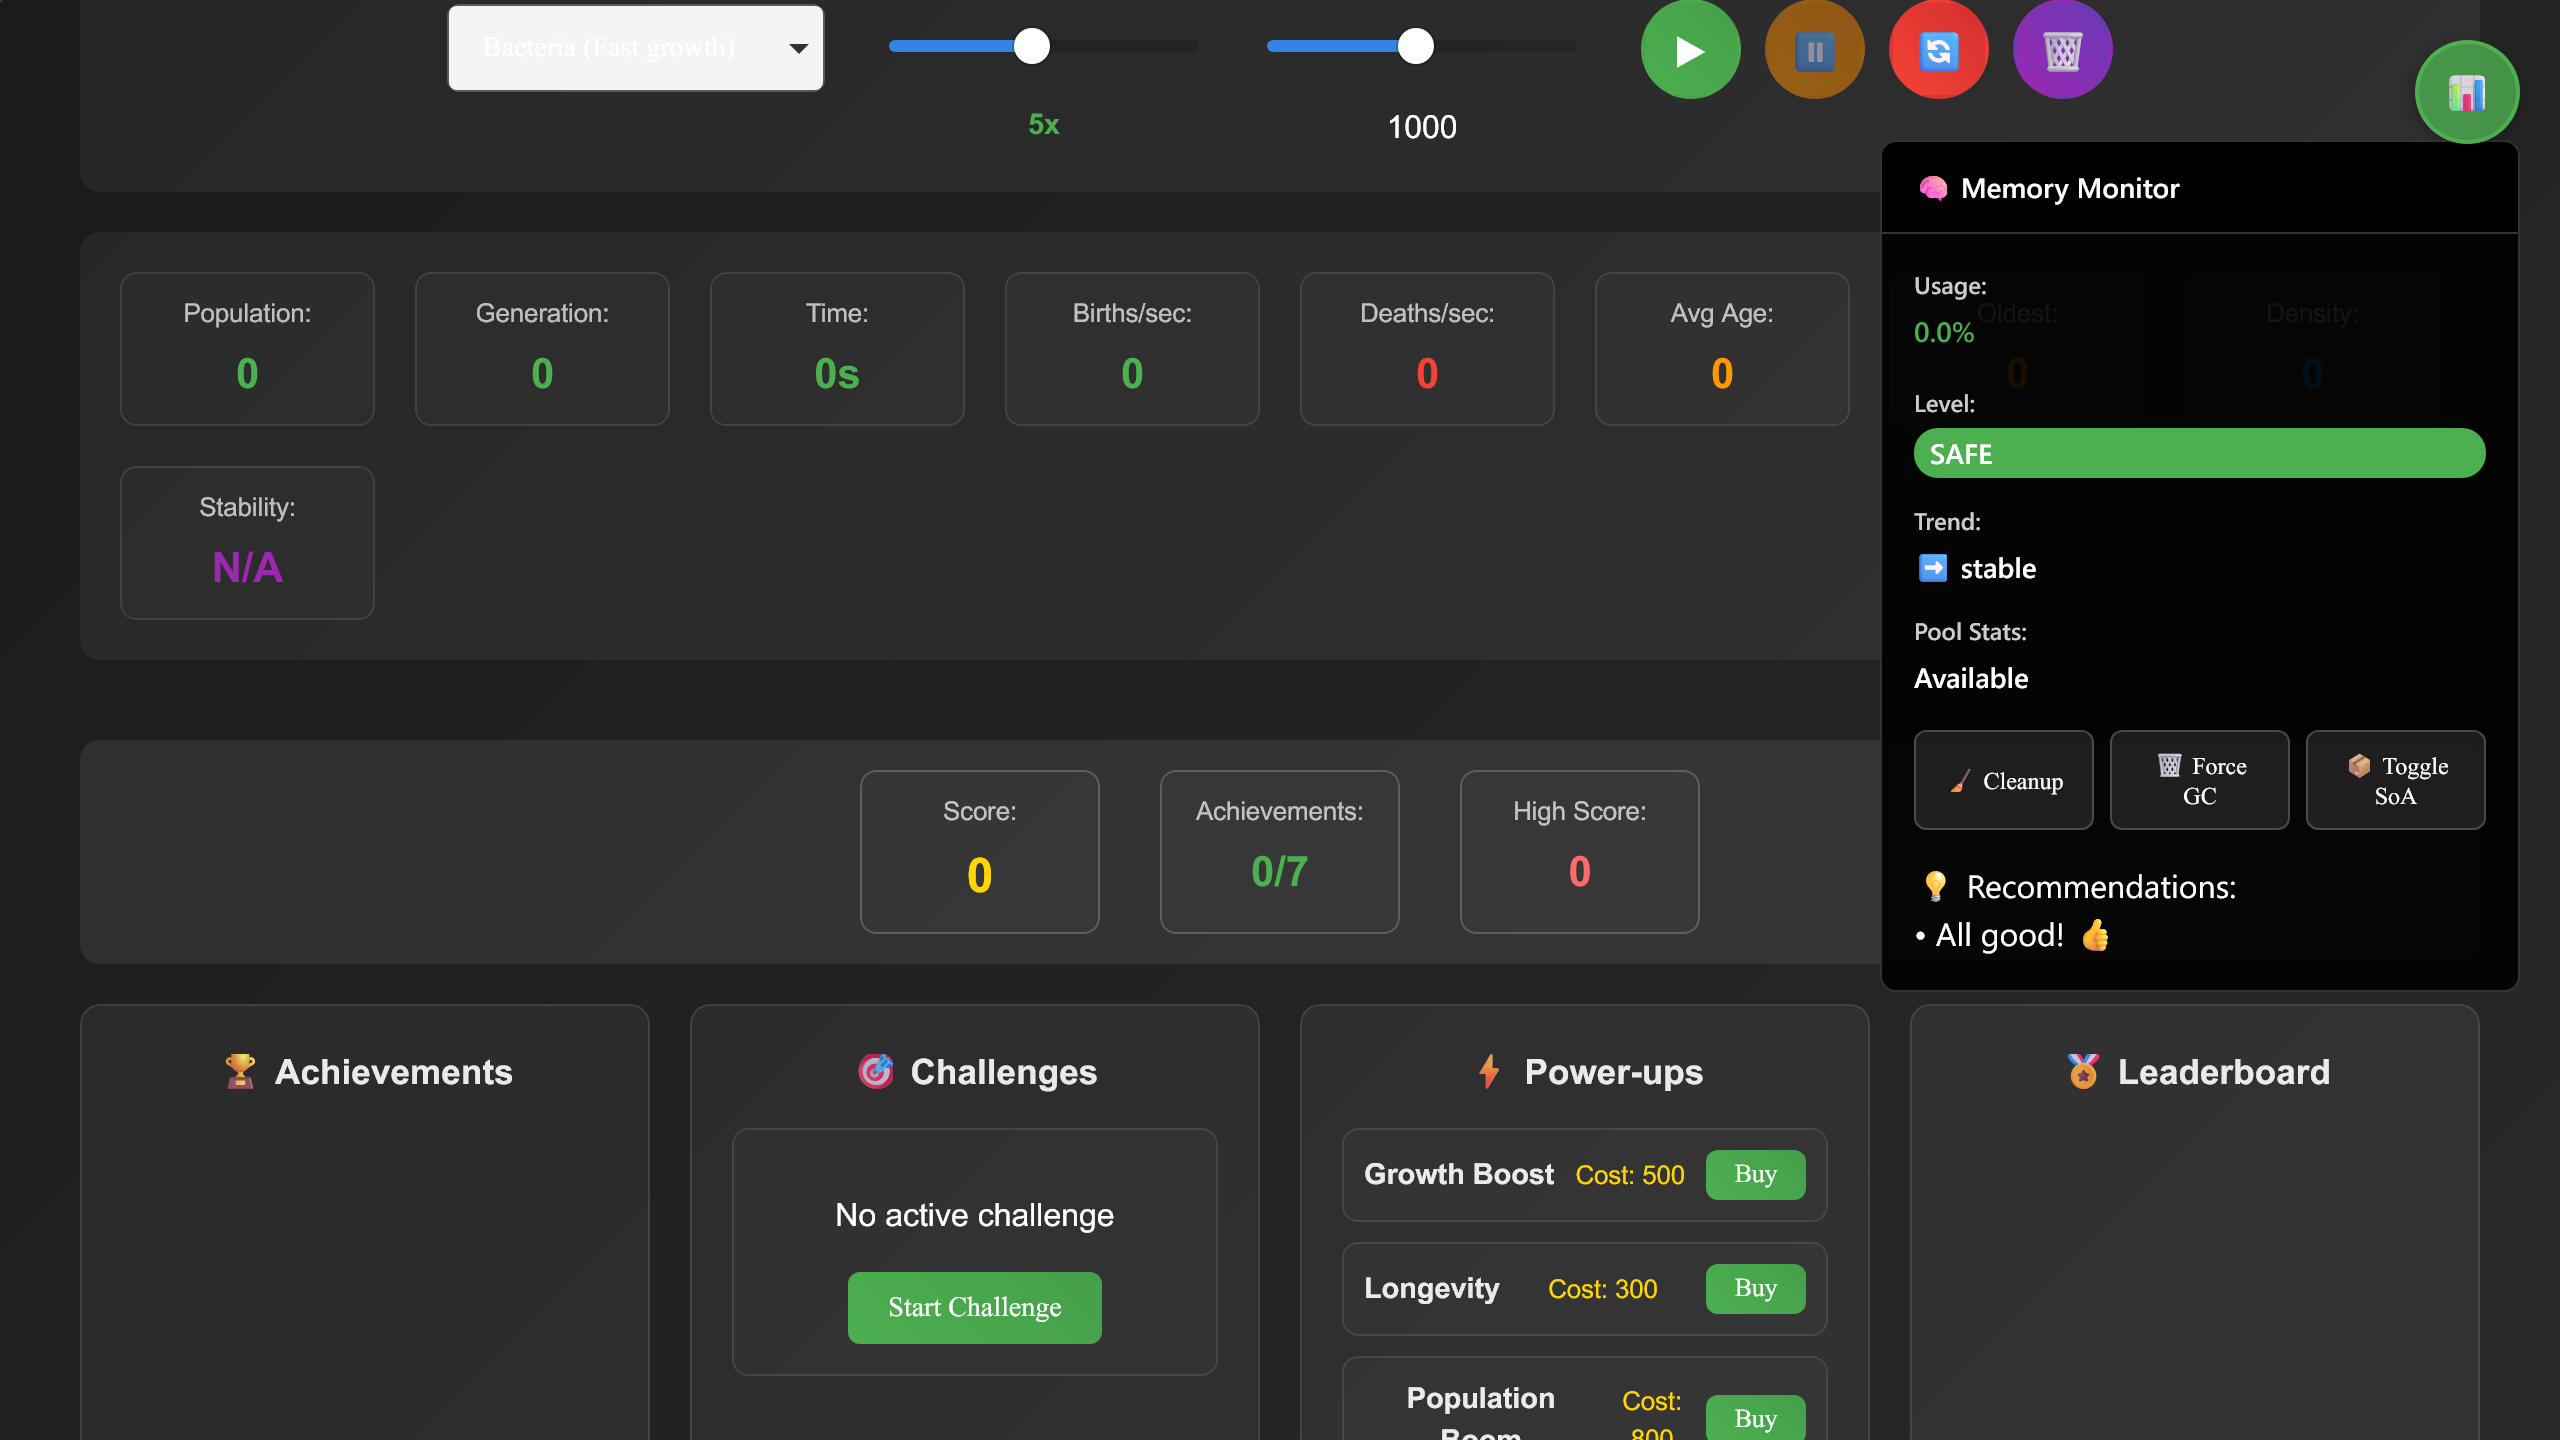 Bacteria (Fast growth)
5x
1000
Population:
0
Generation:
0
Time:
0s
Births/sec:
0
Deaths/sec:
0
Avg Age:
0
Oldest:
0
Density:
0
Stability:
N/A
Memory Monitor
Usage:
0.0%
Level:
SAFE
Trend:
stable
Pool Stats:
Available
Cleanup
Force
GC
Toggle
SoA
Recommendations:
• All good!
Score:
0
Achievements:
0/7
High Score:
0
Achievements
Challenges
No active challenge
Start Challenge
Power-ups
Growth Boost Cost: 500 Buy
Longevity Cost: 300 Buy
Population
Boom
Cost:
800
Buy
Leaderboard